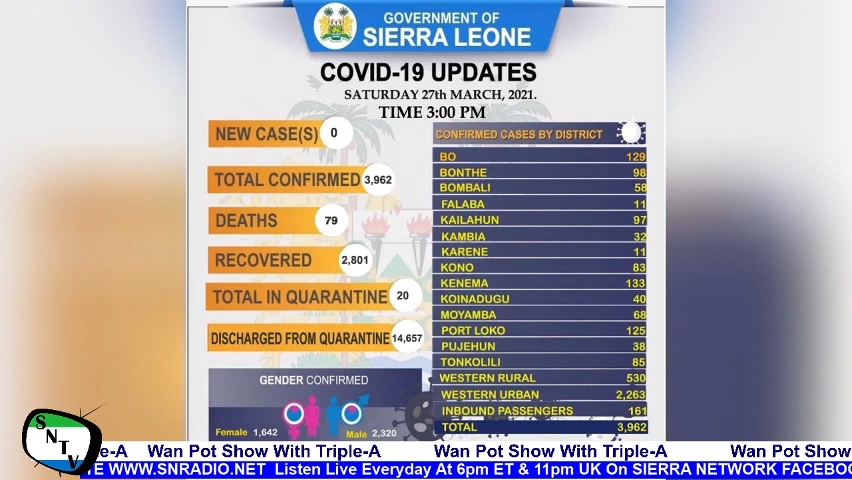 GOVERNMENT OF
SIERRA LEONE
COVID-19 UPDATES
SATURDAY 27th MARCH, 2021.
TIME 3:00 PM
NEW CASE(S) 0
TOTAL CONFIRMED 3,962
DEATHS 79
RECOVERED 2,801
TOTAL IN QUARANTINE 20
DISCHARGED FROM QUARANTINE 14,657
GENDER CONFIRMED
Female 1,642 Male 2,320
CONFIRMED CASES BY DISTRICT
BO 129
BONTHE 98
BOMBALI 58
FALABA 11
KAILAHUN 97
KAMBIA 32
KARENE 11
KONO 83
KENEMA 133
KOINADUGU 40
MOYAMBA 68
PORT LOKO 125
PUJEHUN 38
TONKOLILI 85
WESTERN RURAL 530
WESTERN URBAN 2,263
INBOUND PASSENGERS 161
TOTAL 3,962
SNTV
le-A Wan Pot Show With Triple-A Wan Pot Show With Triple-A Wan Pot Show
TE WWW.SNRADIO.NET Listen Live Everyday At 6pm ET & 11pm UK On SIERRA NETWORK FACEBOO